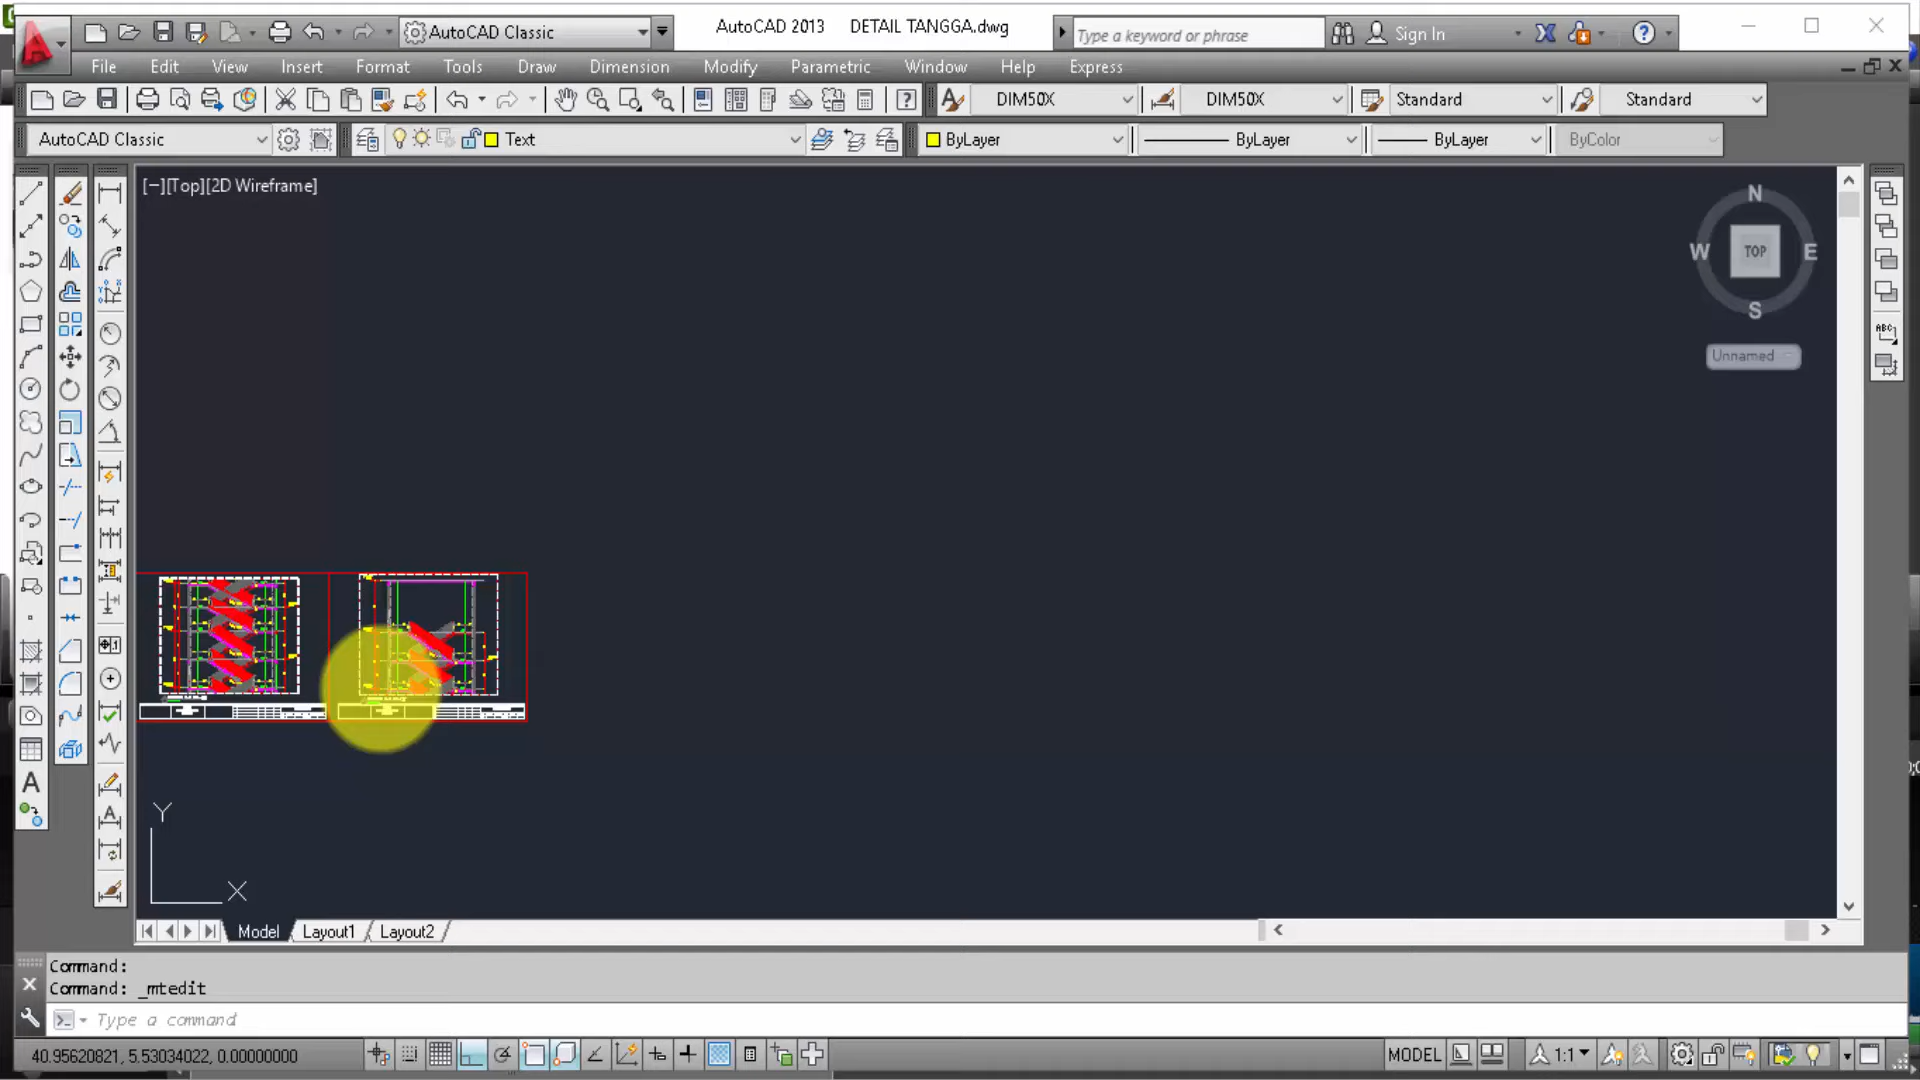 AutoCAD Classic
AutoCAD 2013 DETAIL TANGGA.dwg
Type a keyword or phrase
Sign In
File Edit View Insert Format Tools Draw Dimension Modify Parametric Window Help Express
DIM50X DIM50X Standard Standard
AutoCAD Classic Text ByLayer ByLayer ByLayer ByColor
[−][Top][2D Wireframe]
N
W TOP E
S
Unnamed
ABC
A
A
Y
X
Model Layout1 Layout2
Command:
Command: _mtedit
Type a command
40.95620821, 5.53034022, 0.00000000
MODEL 1:1